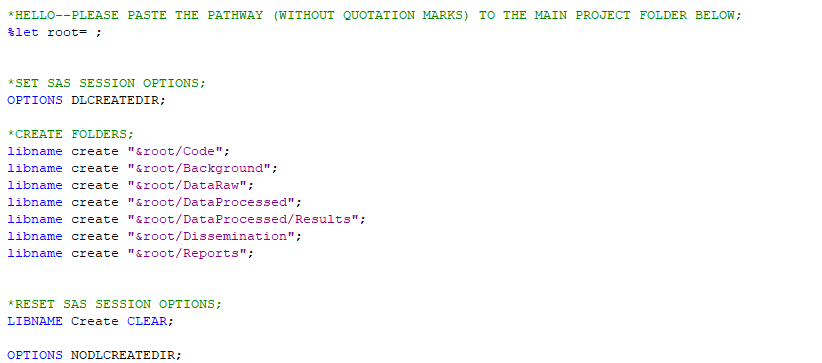 *HELLO--PLEASE PASTE THE PATHWAY (WITHOUT QUOTATION MARKS) TO THE MAIN PROJECT FOLDER BELOW;
%let root= ;
*SET SAS SESSION OPTIONS;
OPTIONS DLCREATEDIR;
*CREATE FOLDERS;
libname create "&root/Code";
libname create "&root/Background";
libname create "&root/DataRaw";
libname create "&root/DataProcessed";
libname create "&root/DataProcessed/Results";
libname create "&root/Dissemination";
libname create "&root/Reports";
*RESET SAS SESSION OPTIONS;
LIBNAME Create CLEAR;
OPTIONS NODLCREATEDIR;